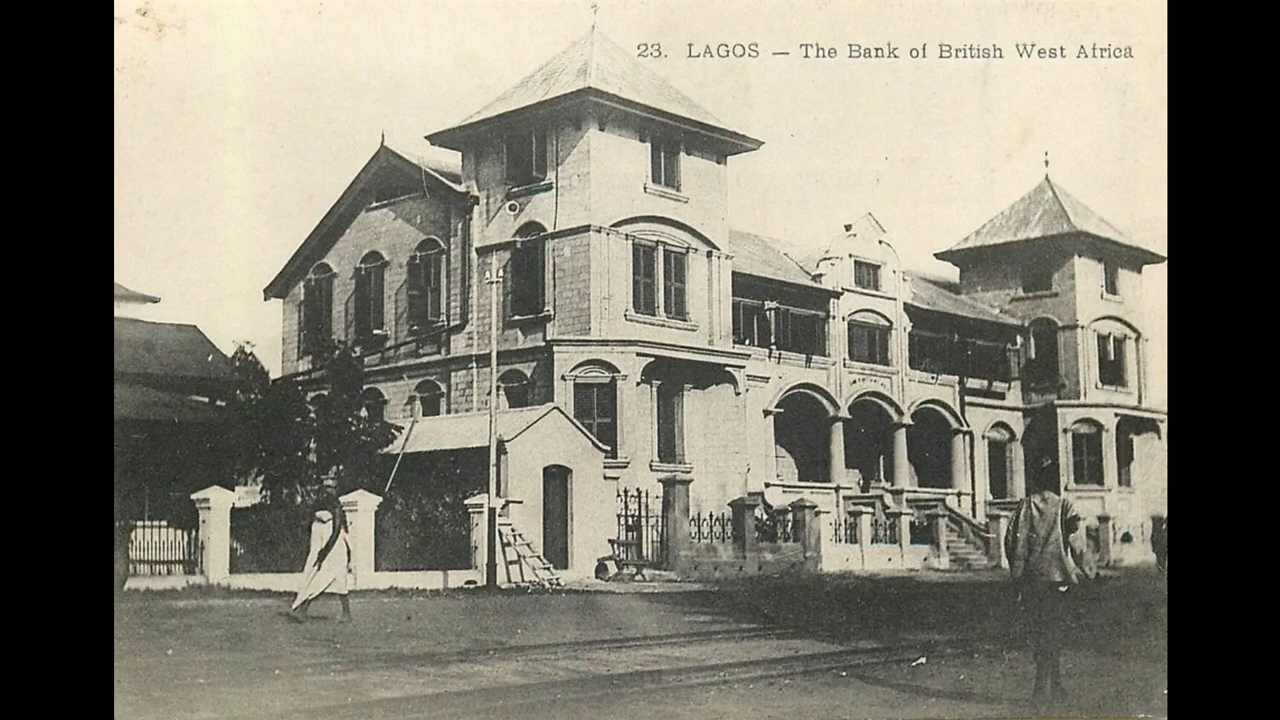 23. LAGOS — The Bank of British West Africa